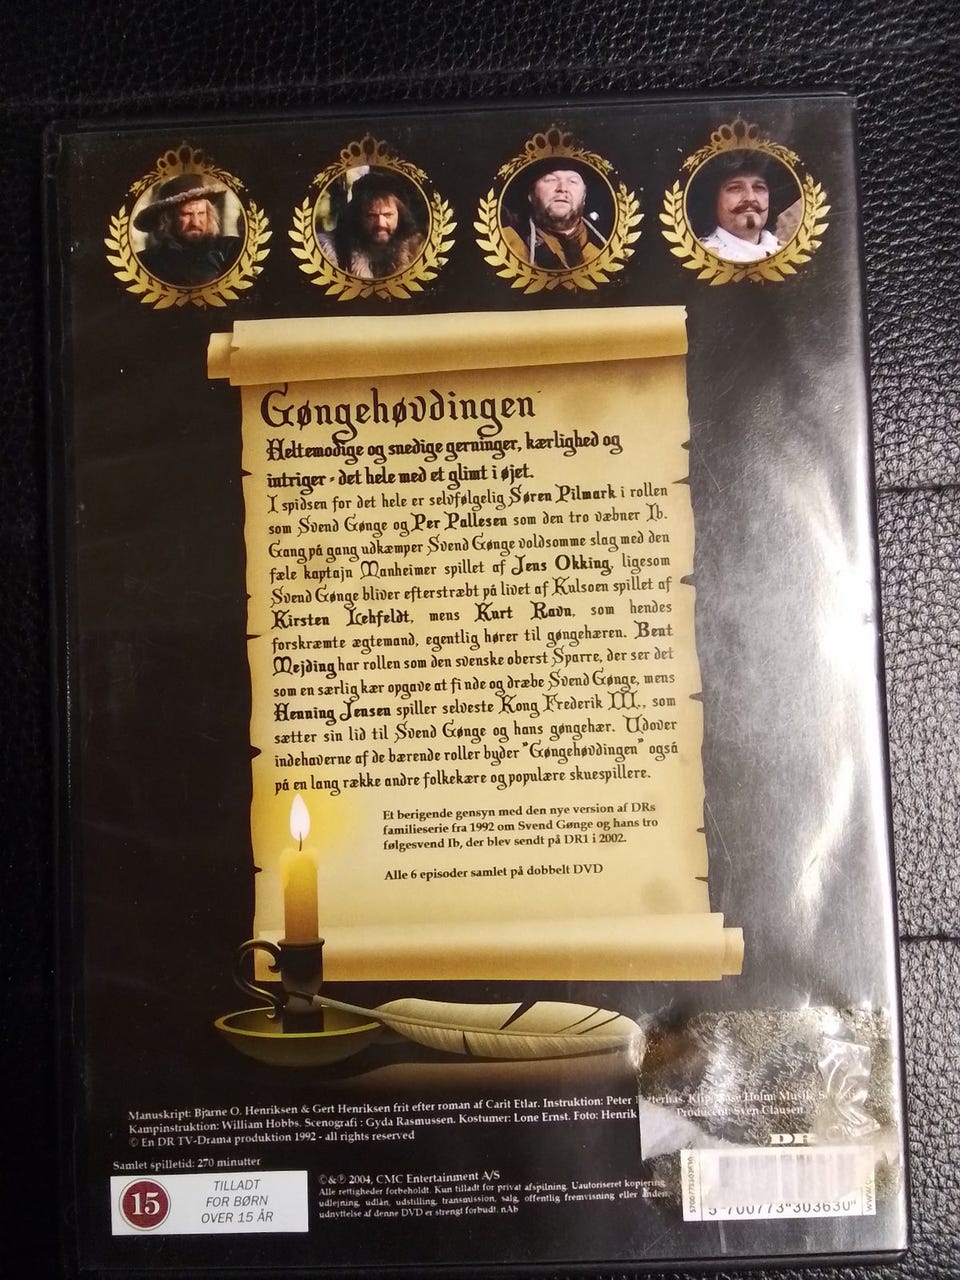 Gøngehøvdingen
Heltemodige og snedige gerninger, kærlighed og
intriger - det hele med et glimt i øjet.
I spidsen for det hele er selvfølgelig Søren Pilmark i rollen
som Svend Gønge og Per Pallesen som den tro væbner Ib.
Gang på gang udkæmper Svend Gønge voldsomme slag med den
fæle kaptajn Manheimer spillet af Jens Okking, ligesom
Svend Gønge bliver efterstræbt på livet af Kulsoen spillet af
Kirsten Lehfeldt, mens Kurt Ravn, som hendes
forskræmte ægtemand, egentlig hører til gøngehæren. Bent
Mejding har rollen som den svenske oberst Sparre, der ser det
som en særlig kær opgave at finde og dræbe Svend Gønge, mens
Henning Jensen spiller selveste Kong Frederik III., som
sætter sin lid til Svend Gønge og hans gøngehær. Udover
indehaverne af de bærende roller byder "Gøngehøvdingen" også
på en lang række andre folkekære og populære skuespillere.
Et berigende gensyn med den nye version af DRs
familieserie fra 1992 om Svend Gønge og hans tro
følgesvend Ib, der blev sendt på DR1 i 2002.
Alle 6 episoder samlet på dobbelt DVD
Manuskript: Bjarne O. Henriksen & Gert Henriksen frit efter roman af Carit Etlar. Instruktion: Peter Holm Musik
Kampinstruktion: William Hobbs. Scenografi : Gyda Rasmussen. Kostumer: Lone Ernst. Foto: Henrik Producent Sven Clausen.
© En DR TV-Drama produktion 1992 - all rights reserved
DR
Samlet spilletid: 270 minutter
15
TILLADT
FOR BØRN
OVER 15 ÅR
©&℗ 2004, CMC Entertainment A/S
Alle rettigheder forbeholdt. Kun tilladt for privat afspilning. Uautoriseret kopiering,
udlejning, udlån, udstilling, transmission, salg, offentlig fremvisning eller anden
udnyttelse af denne DVD er strengt forbudt. nAb
5 700773 303630